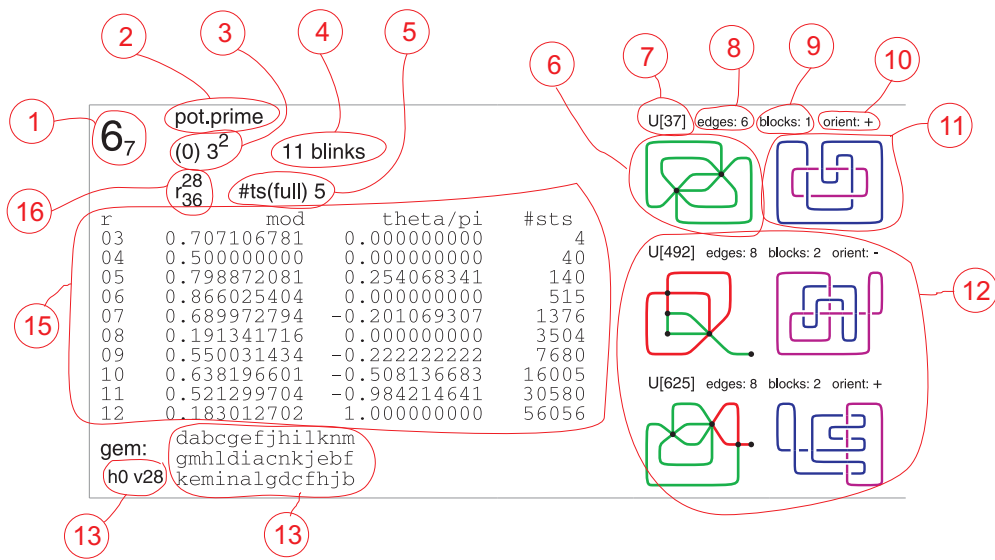 2
3
4
5
7
8
9
10
6
1
pot.prime
6₇
(0) 3²
11 blinks
U[37] edges: 6 blocks: 1 orient: +
11
16
r₃₆²⁸
#ts(full) 5
r mod theta/pi #sts
03 0.707106781 0.000000000 4
04 0.500000000 0.000000000 40
05 0.798872081 0.254068341 140
06 0.866025404 0.000000000 515
07 0.689972794 -0.201069307 1376
08 0.191341716 0.000000000 3504
09 0.550031434 -0.222222222 7680
10 0.638196601 -0.508136683 16005
11 0.521299704 -0.984214641 30580
12 0.183012702 1.000000000 56056
15
U[492] edges: 8 blocks: 2 orient: -
12
U[625] edges: 8 blocks: 2 orient: +
gem:
h0 v28
dabcgefjhilknm
gmhldiacnkjebf
keminalgdcfhjb
13
13